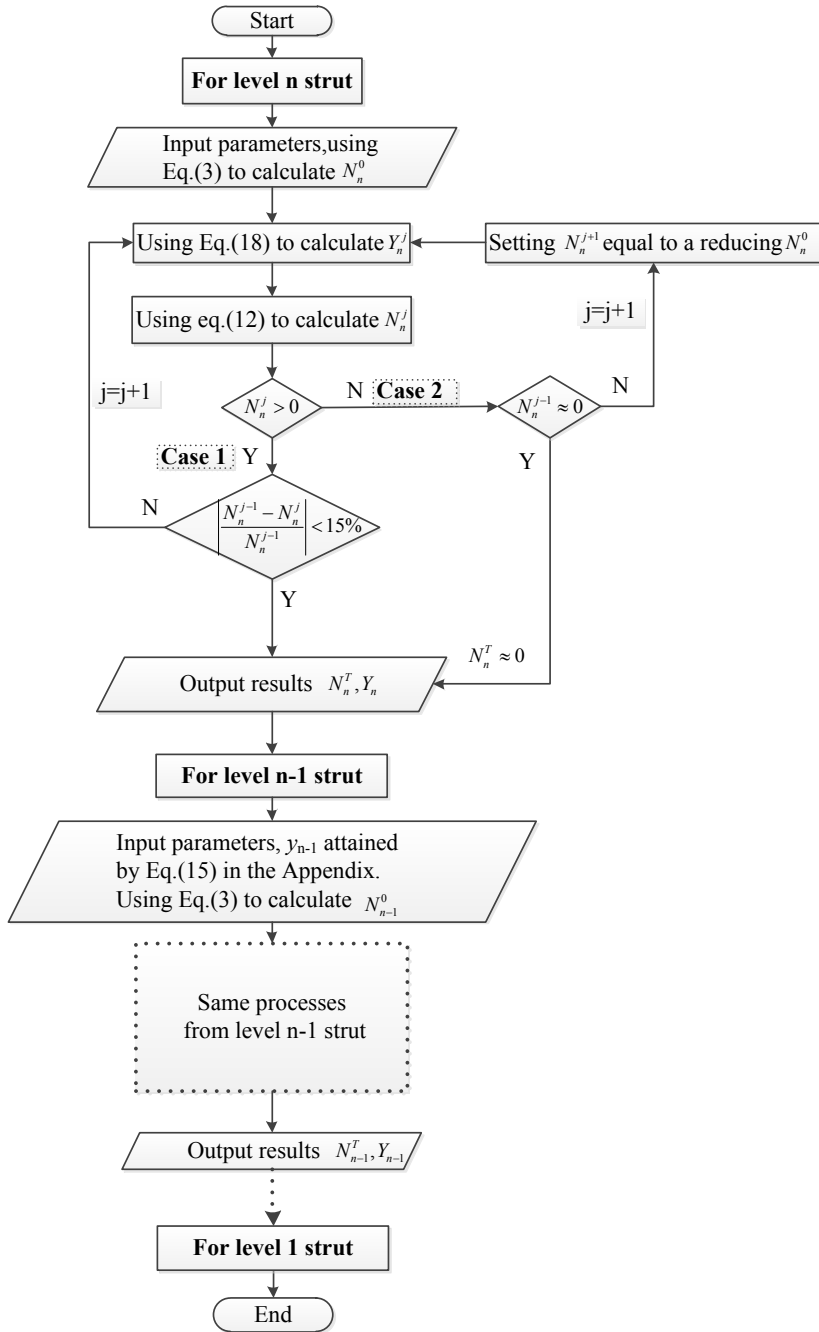 Start
For level n strut
Input parameters,using
Eq.(3) to calculate N_n^0
Using Eq.(18) to calculate Y_n^j
Setting N_n^{j+1} equal to a reducing N_n^0
Using eq.(12) to calculate N_n^j
j=j+1
j=j+1
N_n^j > 0
N Case 2
N_n^{j-1} ≈ 0
N
Case 1 Y
Y
N
|(N_n^{j-1} − N_n^j) / N_n^{j-1}| < 15%
Y
N_n^T ≈ 0
Output results N_n^T, Y_n
For level n-1 strut
Input parameters, y_{n-1} attained
by Eq.(15) in the Appendix.
Using Eq.(3) to calculate N_{n-1}^0
Same processes
from level n-1 strut
Output results N_{n-1}^T, Y_{n-1}
For level 1 strut
End